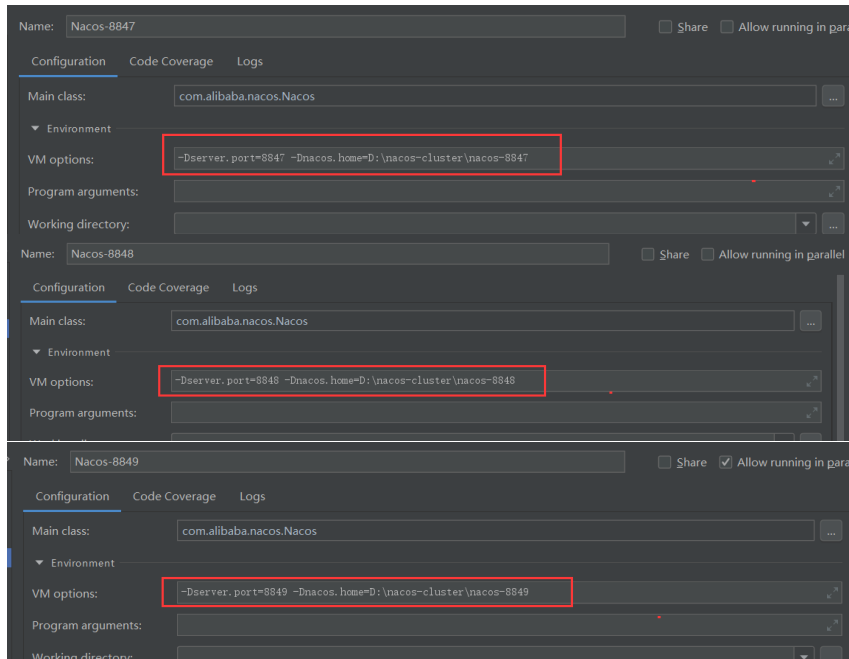 Name: Nacos-8847 Share Allow running in para
Configuration Code Coverage Logs
Main class: com.alibaba.nacos.Nacos ...
Environment
VM options: -Dserver.port=8847 -Dnacos.home=D:\nacos-cluster\nacos-8847
Program arguments:
Working directory: ...
Name: Nacos-8848 Share Allow running in parallel
Configuration Code Coverage Logs
Main class: com.alibaba.nacos.Nacos ...
Environment
VM options: -Dserver.port=8848 -Dnacos.home=D:\nacos-cluster\nacos-8848
Program arguments:
Name: Nacos-8849 Share Allow running in para
Configuration Code Coverage Logs
Main class: com.alibaba.nacos.Nacos ...
Environment
VM options: -Dserver.port=8849 -Dnacos.home=D:\nacos-cluster\nacos-8849
Program arguments:
Working directory: